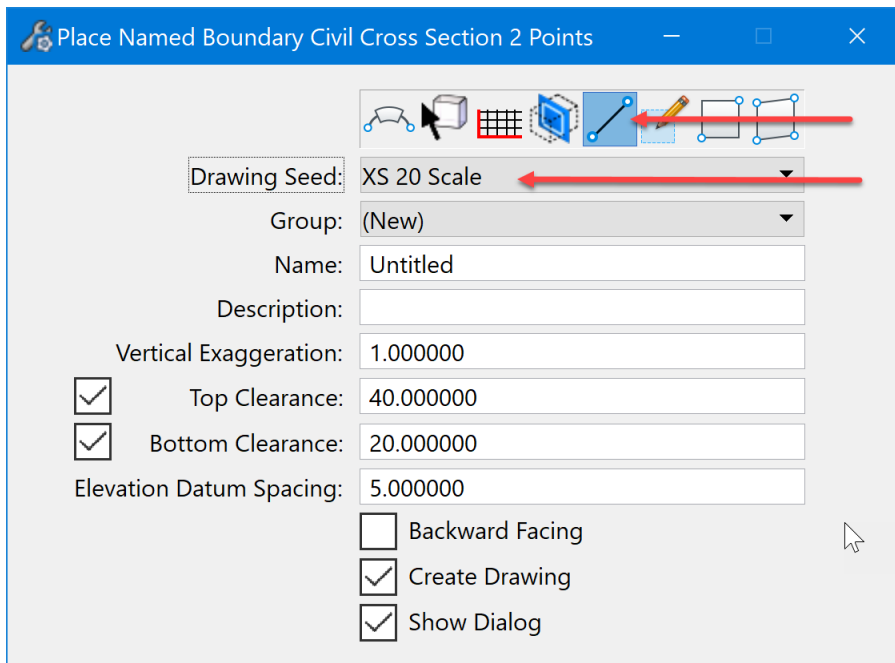 Place Named Boundary Civil Cross Section 2 Points
Drawing Seed: XS 20 Scale
Group: (New)
Name: Untitled
Description:
Vertical Exaggeration: 1.000000
Top Clearance: 40.000000
Bottom Clearance: 20.000000
Elevation Datum Spacing: 5.000000
Backward Facing
Create Drawing
Show Dialog